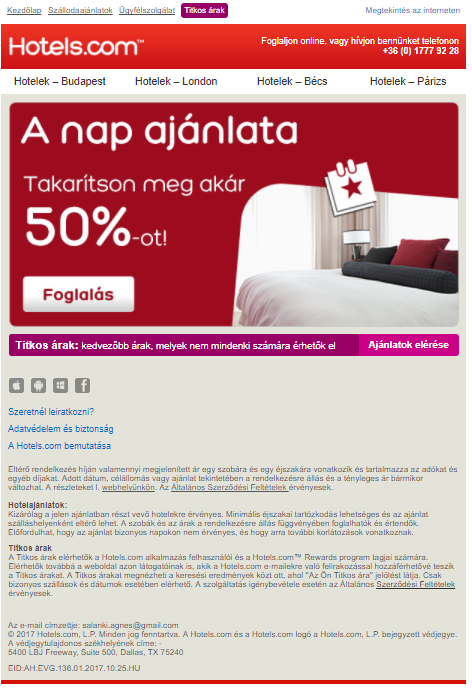 Kezdőlap Szállodaajánlatok Ügyfélszolgálat Titkos árak Megtekintés az interneten
Hotels.com™
Foglaljon online, vagy hívjon bennünket telefonon
+36 (0) 1777 92 28
Hotelek – Budapest Hotelek – London Hotelek – Bécs Hotelek – Párizs
A nap ajánlata
Takarítson meg akár
50%-ot!
Foglalás
Titkos árak: kedvezőbb árak, melyek nem mindenki számára érhetők el Ajánlatok elérése
Szeretnél leiratkozni?
Adatvédelem és biztonság
A Hotels.com bemutatása
Eltérő rendelkezés híján valamennyi megjelenített ár egy szobára és egy éjszakára vonatkozik és tartalmazza az adókat és
egyéb díjakat. Adott dátum, célállomás vagy ajánlat tekintetében a rendelkezésre állás és a tényleges ár bármikor
változhat. A részleteket l. webhelyünkön. Az Általános Szerződési Feltételek érvényesek.
Hotelajánlatok:
Kizárólag a jelen ajánlatban részt vevő hotelekre érvényes. Minimális éjszakai tartózkodás lehetséges és az ajánlat
szálláshelyenként eltérő lehet. A szobák és az árak a rendelkezésre állás függvényében foglalhatók és értendők.
Előfordulhat, hogy az ajánlat bizonyos napokon nem érvényes, és hogy arra további korlátozások vonatkoznak.
Titkos árak
A Titkos árak elérhetők a Hotels.com alkalmazás felhasználói és a Hotels.com™ Rewards program tagjai számára.
Elérhetők továbbá a weboldal azon látogatóinak is, akik a Hotels.com e-mailekre való felirakozással hozzáférhetővé teszik
a Titkos árakat. A Titkos árakat megnézheti a keresési eredmények közt ott, ahol "Az Ön Titkos ára" jelölést látja. Csak
bizonyos szállások és dátumok esetében elérhető. A szolgáltatás igénybevétele esetén az Általános Szerződési Feltételek
érvényesek.
Az e-mail címzettje: salanki.agnes@gmail.com
© 2017 Hotels.com, L.P. Minden jog fenntartva. A Hotels.com és a Hotels.com logó a Hotels.com, L.P. bejegyzett védjegye.
A védjegytulajdonos székhelyének címe: -
5400 LBJ Freeway, Suite 500, Dallas, TX 75240
EID:AH.EVG.136.01.2017.10.25.HU